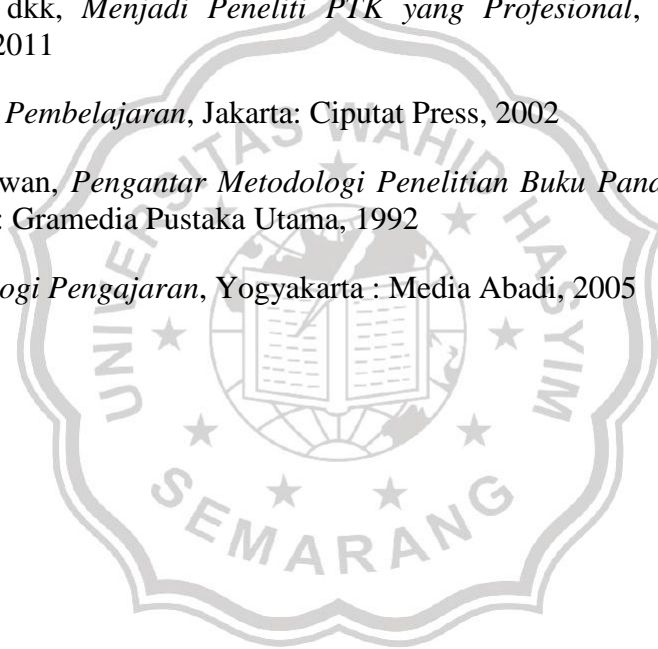 dkk, Menjadi Peneliti PTK yang Profesional,
2011
Pembelajaran, Jakarta: Ciputat Press, 2002
wan, Pengantar Metodologi Penelitian Buku Pand
: Gramedia Pustaka Utama, 1992
ogi Pengajaran, Yogyakarta : Media Abadi, 2005
UNIVERSITAS WAHID HASYIM
SEMARANG